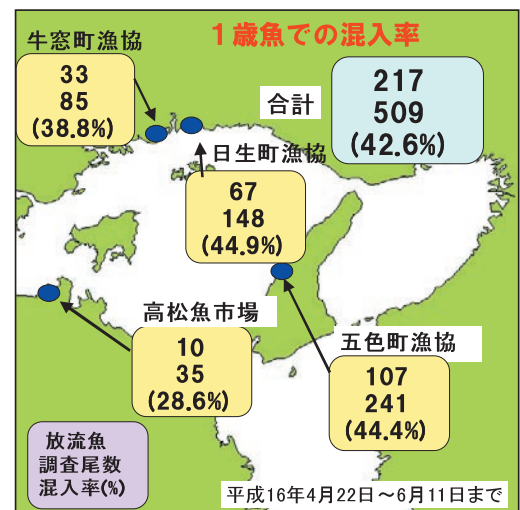 1歳魚での混入率
牛窓町漁協
33
85
(38.8%)
合計
217
509
(42.6%)
日生町漁協
67
148
(44.9%)
高松魚市場
10
35
(28.6%)
五色町漁協
107
241
(44.4%)
放流魚
調査尾数
混入率(%)
平成16年4月22日～6月11日まで